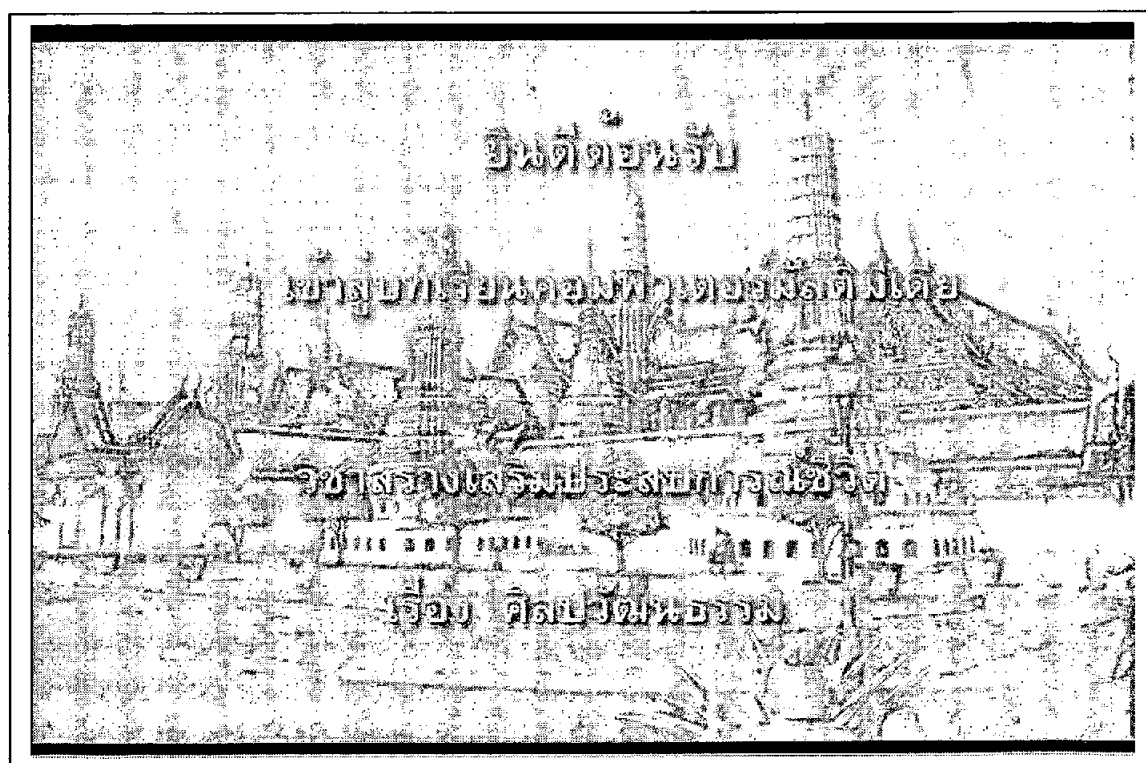 ยินดีต้อนรับ
เข้าสู่บทเรียนคอมพิวเตอร์มัลติมีเดีย
วิชาสร้างเสริมประสบการณ์ชีวิต
เรื่อง ศิลปวัฒนธรรม